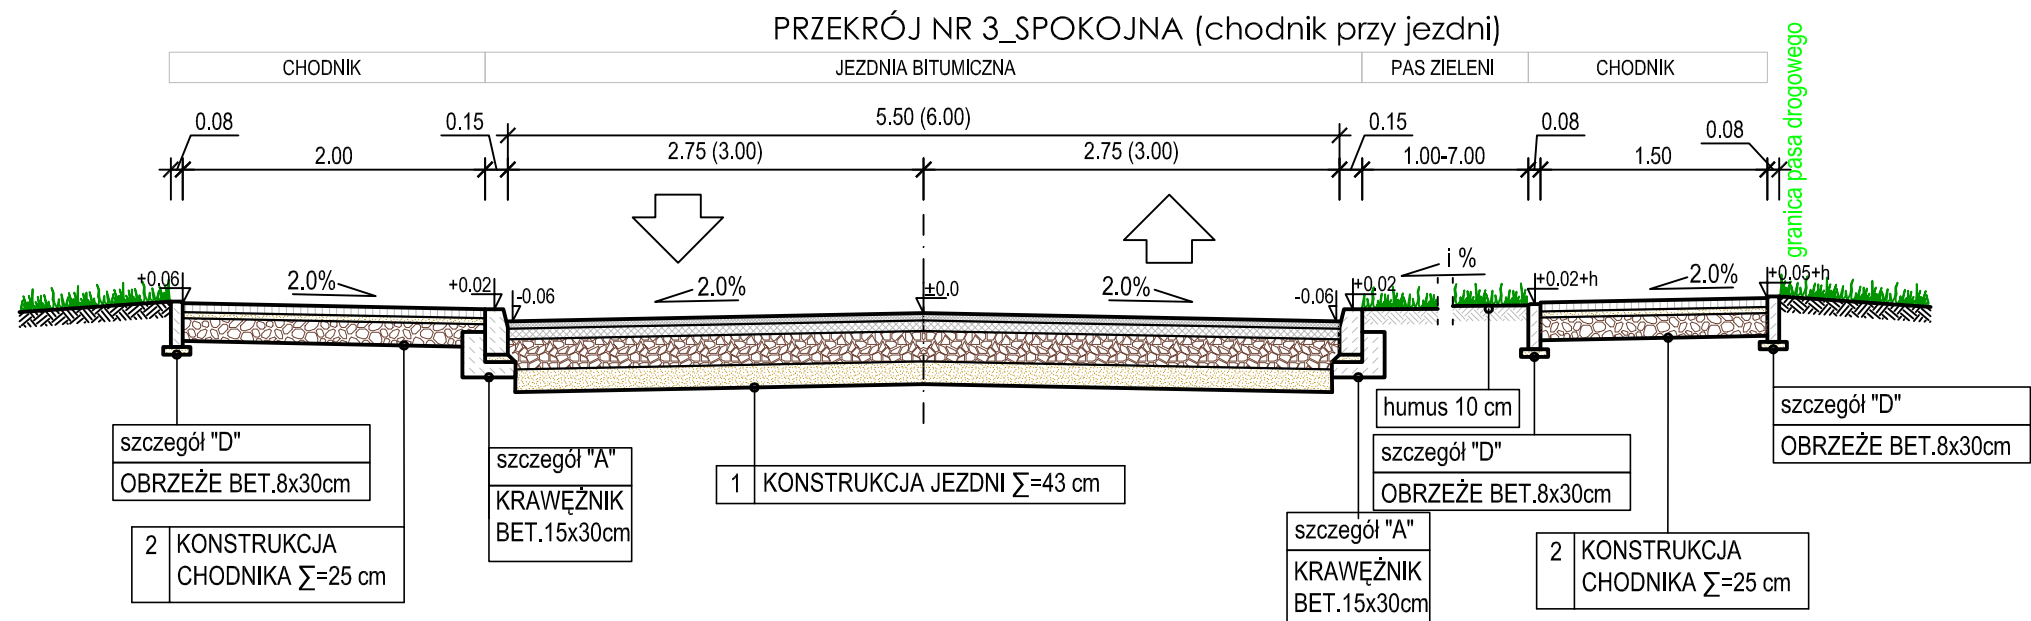 PRZEKRÓJ NR 3_SPOKOJNA (chodnik przy jezdni)
CHODNIK
JEZDNIA BITUMICZNA
PAS ZIELENI
CHODNIK
granica pasa drogowego
0.08
2.00
0.15
5.50 (6.00)
2.75 (3.00)
2.75 (3.00)
0.15
1.00-7.00
0.08
1.50
0.08
+0.06
2.0%
+0.02
-0.06
2.0%
±0.0
2.0%
-0.06
+0.02
i %
+0.02+h
2.0%
+0.05+h
szczegół "D"
OBRZEŻE BET.8x30cm
2 KONSTRUKCJA
CHODNIKA ∑=25 cm
szczegół "A"
KRAWĘŻNIK
BET.15x30cm
1 KONSTRUKCJA JEZDNI ∑=43 cm
humus 10 cm
szczegół "D"
OBRZEŻE BET.8x30cm
szczegół "A"
KRAWĘŻNIK
BET.15x30cm
2 KONSTRUKCJA
CHODNIKA ∑=25 cm
szczegół "D"
OBRZEŻE BET.8x30cm